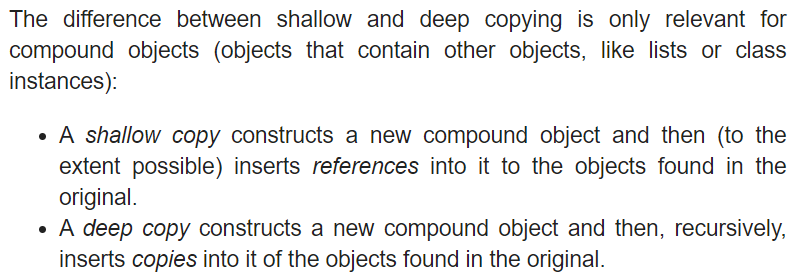 The difference between shallow and deep copying is only relevant for
compound objects (objects that contain other objects, like lists or class
instances):
• A shallow copy constructs a new compound object and then (to the
extent possible) inserts references into it to the objects found in the
original.
• A deep copy constructs a new compound object and then, recursively,
inserts copies into it of the objects found in the original.